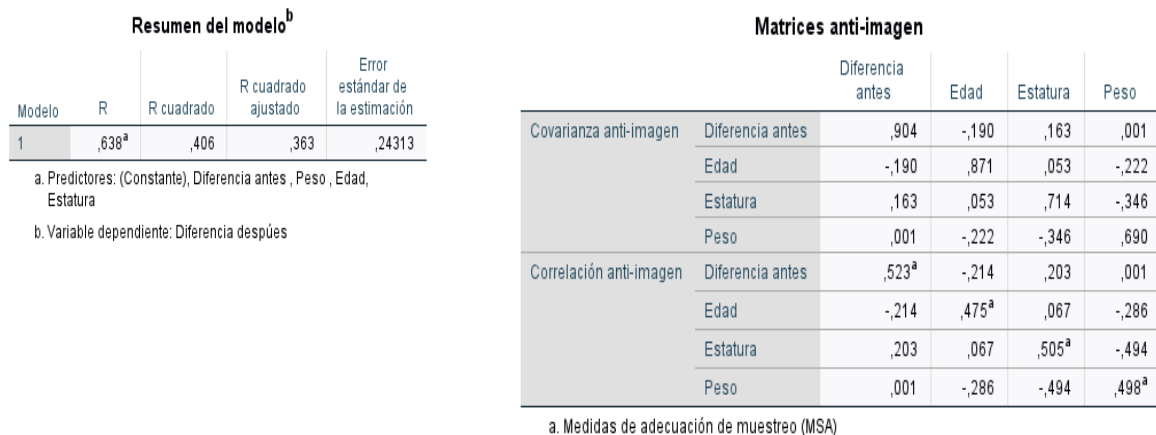 Resumen del modelo^b
Modelo R R cuadrado R cuadrado ajustado Error estándar de la estimación
1 ,638^a ,406 ,363 ,24313
a. Predictores: (Constante), Diferencia antes , Peso , Edad,
Estatura
b. Variable dependiente: Diferencia despúes
Matrices anti-imagen
Diferencia antes Edad Estatura Peso
Covarianza anti-imagen Diferencia antes ,904 -,190 ,163 ,001
Edad -,190 ,871 ,053 -,222
Estatura ,163 ,053 ,714 -,346
Peso ,001 -,222 -,346 ,690
Correlación anti-imagen Diferencia antes ,523^a -,214 ,203 ,001
Edad -,214 ,475^a ,067 -,286
Estatura ,203 ,067 ,505^a -,494
Peso ,001 -,286 -,494 ,498^a
a. Medidas de adecuación de muestreo (MSA)